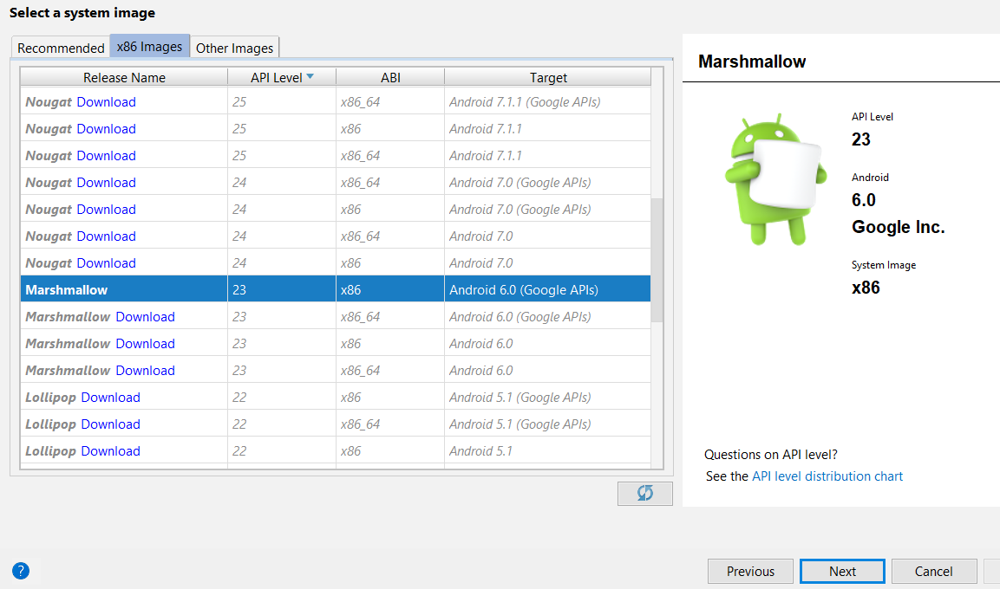 Select a system image
Recommended x86 Images Other Images
Release Name API Level ABI Target
Nougat Download 25 x86_64 Android 7.1.1 (Google APIs)
Nougat Download 25 x86 Android 7.1.1
Nougat Download 25 x86_64 Android 7.1.1
Nougat Download 24 x86_64 Android 7.0 (Google APIs)
Nougat Download 24 x86 Android 7.0 (Google APIs)
Nougat Download 24 x86_64 Android 7.0
Nougat Download 24 x86 Android 7.0
Marshmallow 23 x86 Android 6.0 (Google APIs)
Marshmallow Download 23 x86_64 Android 6.0 (Google APIs)
Marshmallow Download 23 x86 Android 6.0
Marshmallow Download 23 x86_64 Android 6.0
Lollipop Download 22 x86 Android 5.1 (Google APIs)
Lollipop Download 22 x86_64 Android 5.1 (Google APIs)
Lollipop Download 22 x86 Android 5.1
Marshmallow
API Level
23
Android
6.0
Google Inc.
System Image
x86
Questions on API level?
See the API level distribution chart
? Previous Next Cancel